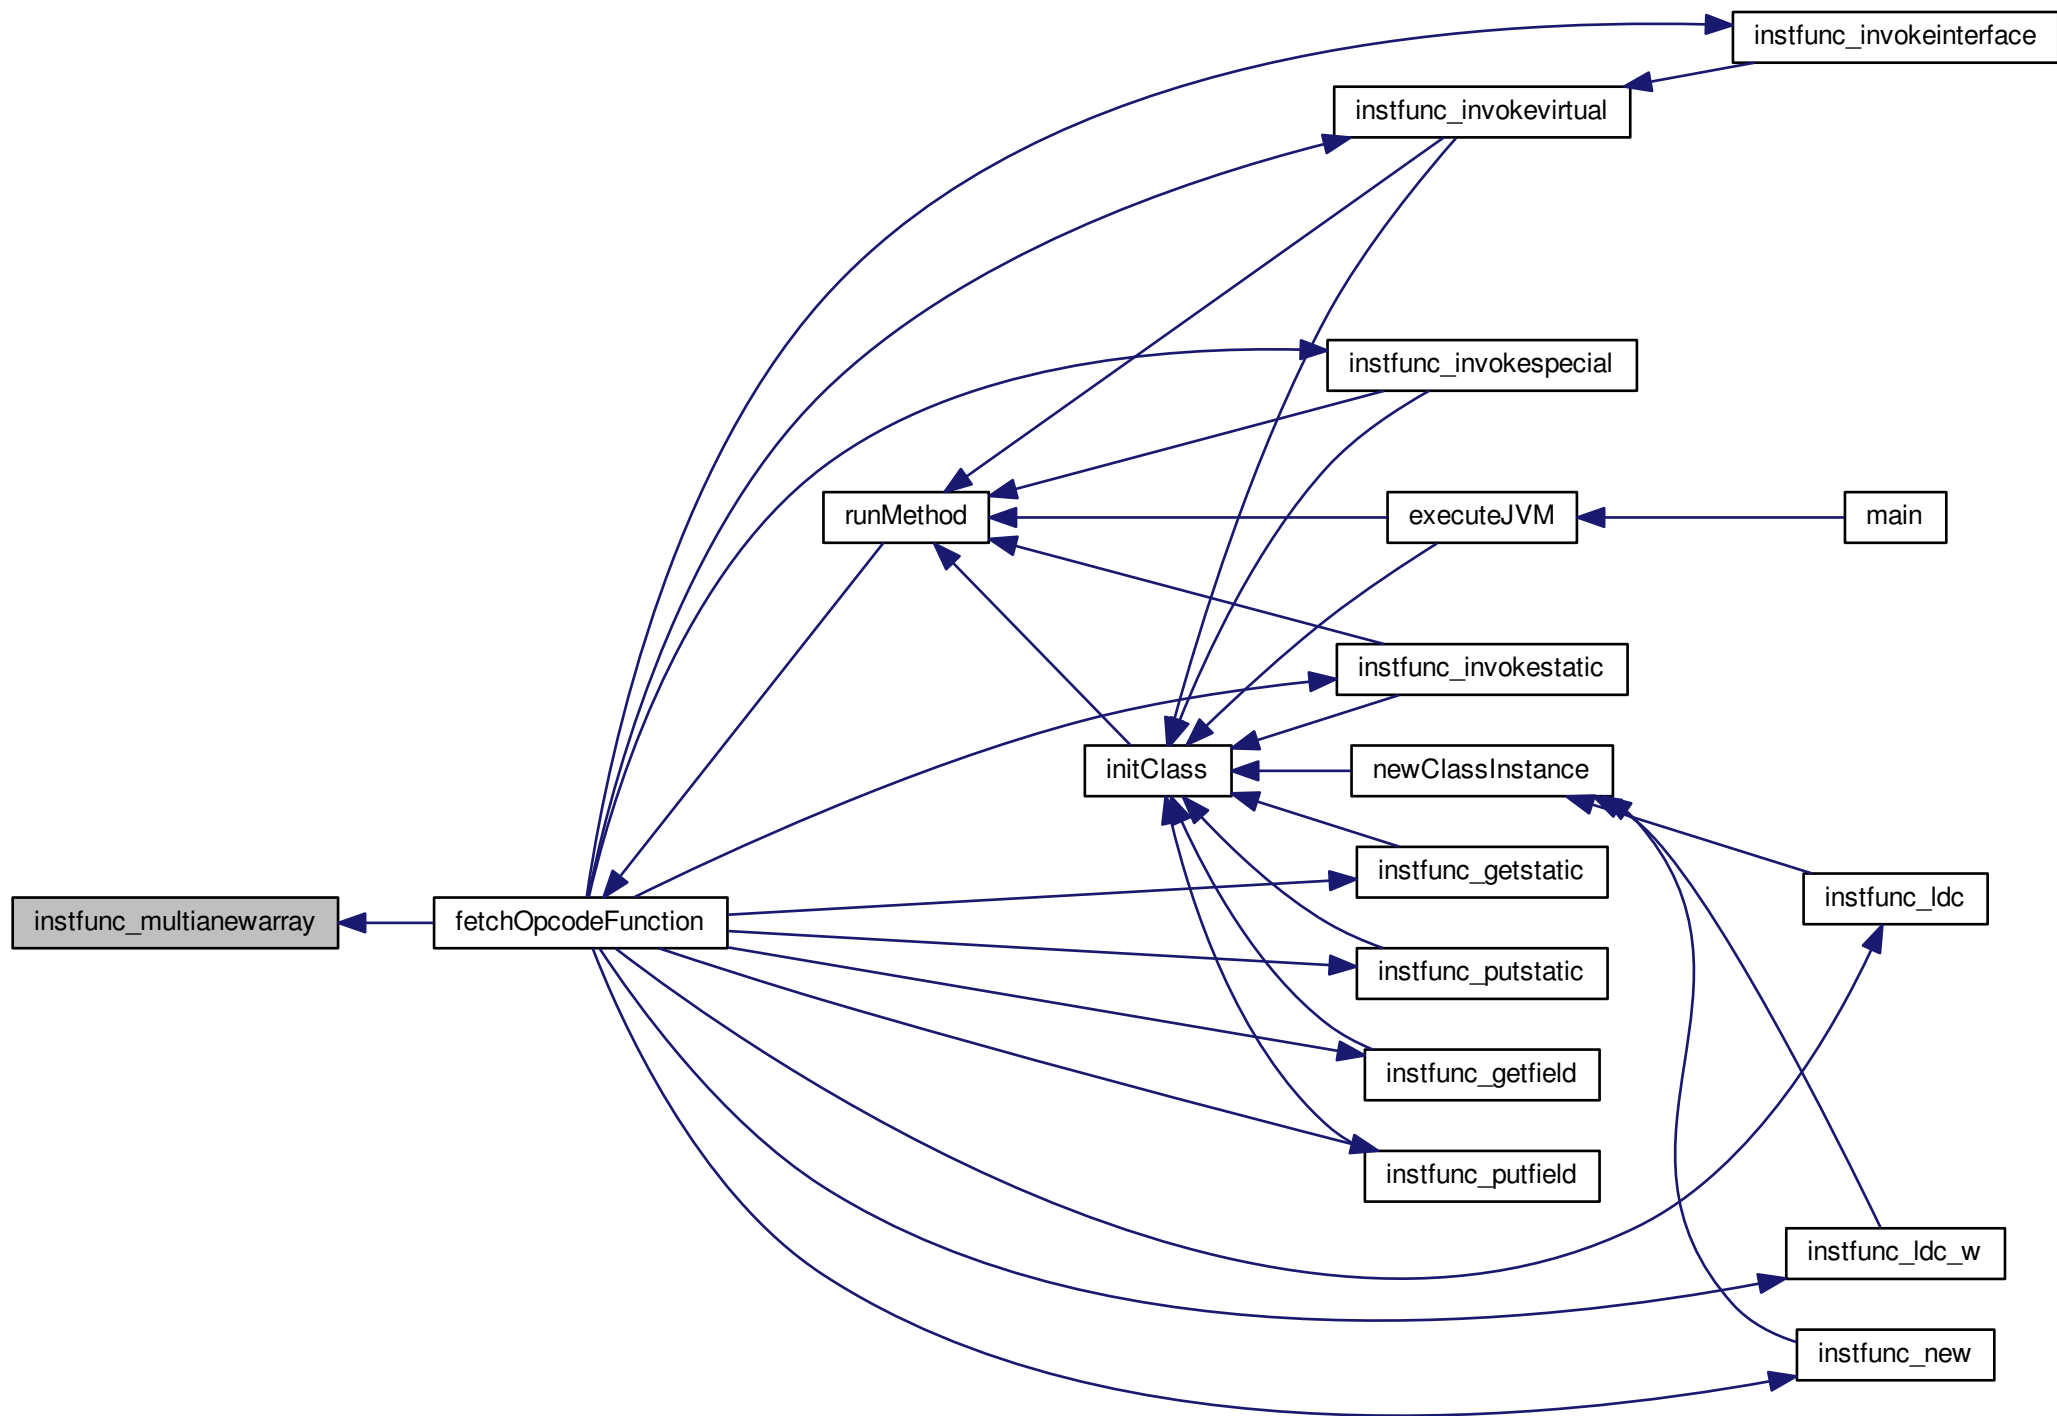 instfunc_invokeinterface
instfunc_invokevirtual
instfunc_invokespecial
runMethod
executeJVM
main
instfunc_invokestatic
initClass
newClassInstance
instfunc_getstatic
instfunc_ldc
instfunc_multianewarray
fetchOpcodeFunction
instfunc_putstatic
instfunc_getfield
instfunc_putfield
instfunc_ldc_w
instfunc_new